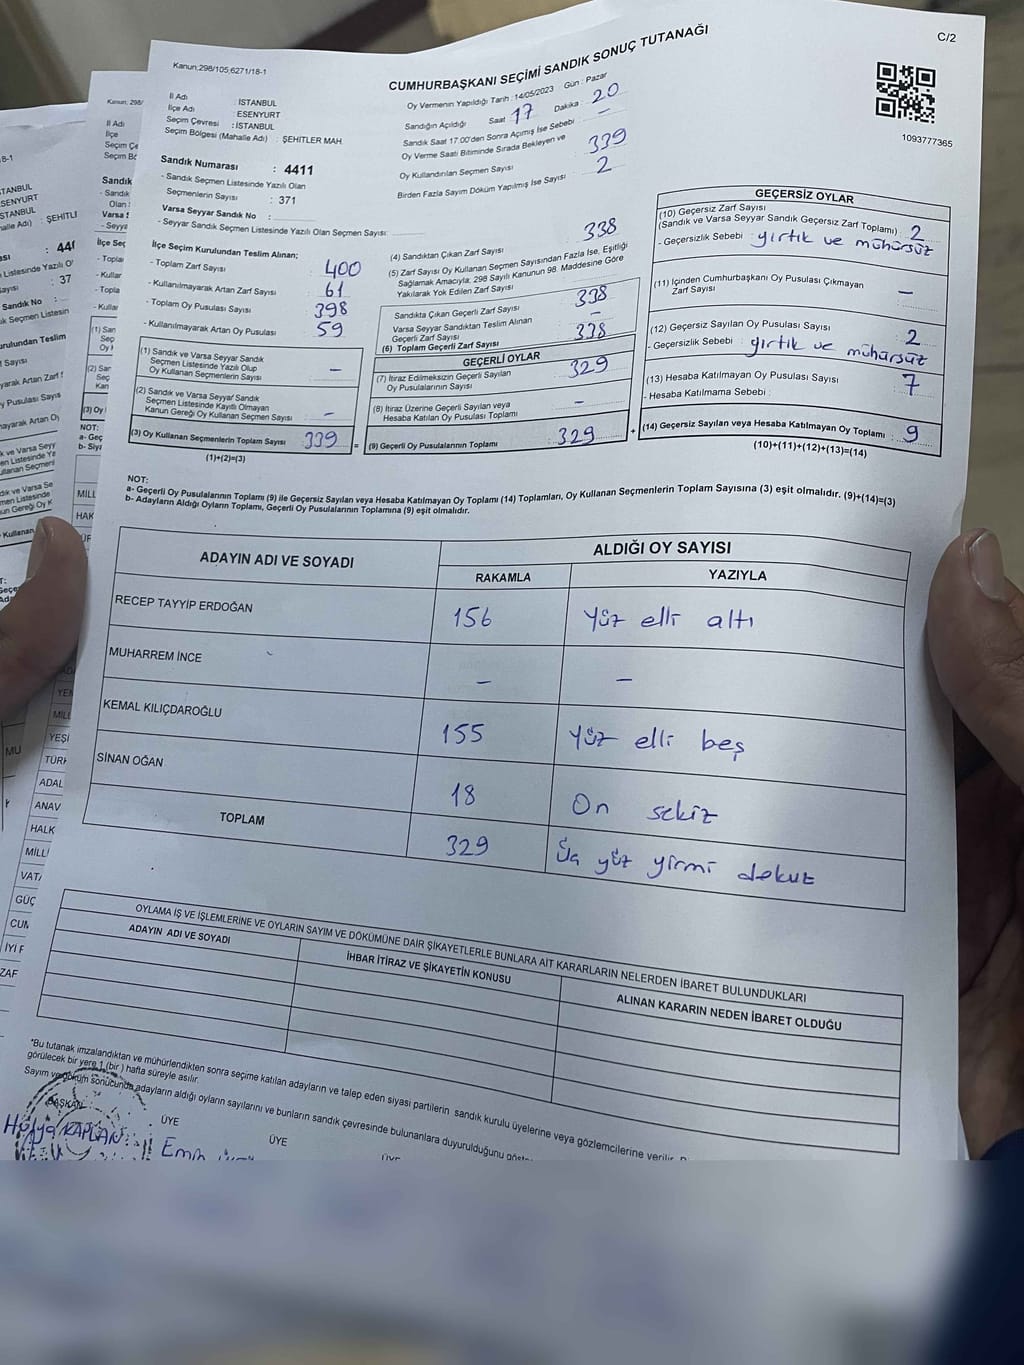 C/2
Kanun:298/105;6271/18-1
CUMHURBAŞKANI SEÇİMİ SANDIK SONUÇ TUTANAĞI
1093777365
İl Adı : İSTANBUL
İlçe Adı : ESENYURT
Seçim Çevresi : İSTANBUL
Seçim Bölgesi (Mahalle Adı) : ŞEHİTLER MAH.
Sandık Numarası : 4411
- Sandık Seçmen Listesinde Yazılı Olan
Seçmenlerin Sayısı : 371
Varsa Seyyar Sandık No :
- Seyyar Sandık Seçmen Listesinde Yazılı Olan Seçmen Sayısı:
Oy Vermenin Yapıldığı Tarih : 14/05/2023 Gün : Pazar
Sandığın Açıldığı Saat 17 Dakika : 20
Sandık Saat 17:00'den Sonra Açımış İse Sebebi –
Oy Verme Saati Bitiminde Sırada Bekleyen ve
Oy Kullandırılan Seçmen Sayısı 339
Birden Fazla Sayım Döküm Yapılmış İse Sayısı 2
İlçe Seçim Kurulundan Teslim Alınan;
- Toplam Zarf Sayısı : 400
- Kullanılmayarak Artan Zarf Sayısı : 61
- Toplam Oy Pusulası Sayısı : 398
- Kullanılmayarak Artan Oy Pusulası : 59
(1) Sandık ve Varsa Seyyar Sandık
Seçmen Listesinde Yazılı Olup
Oy Kullanan Seçmenlerin Sayısı –
(2) Sandık ve Varsa Seyyar Sandık
Seçmen Listesinde Kayıtlı Olmayan
Kanun Gereği Oy Kullanan Seçmen Sayısı –
(3) Oy Kullanan Seçmenlerin Toplam Sayısı 339 =
(1)+(2)=(3)
(4) Sandıktan Çıkan Zarf Sayısı 338
(5) Zarf Sayısı Oy Kullanan Seçmen Sayısından Fazla İse, Eşitliği
Sağlamak Amacıyla; 298 Sayılı Kanunun 98. Maddesine Göre
Yakılarak Yok Edilen Zarf Sayısı
Sandıkta Çıkan Geçerli Zarf Sayısı 338
Varsa Seyyar Sandıktan Teslim Alınan
Geçerli Zarf Sayısı –
(6) Toplam Geçerli Zarf Sayısı 338
GEÇERLİ OYLAR
(7) İtiraz Edilmeksizin Geçerli Sayılan
Oy Pusulalarının Sayısı 329
(8) İtiraz Üzerine Geçerli Sayılan veya
Hesaba Katılan Oy Pusulası Toplamı –
(9) Geçerli Oy Pusulalarının Toplamı : 329 +
GEÇERSİZ OYLAR
(10) Geçersiz Zarf Sayısı
(Sandık ve Varsa Seyyar Sandık Geçersiz Zarf Toplamı) : 2
- Geçersizlik Sebebi : yırtık ve mühürsüz
(11) İçinden Cumhurbaşkanı Oy Pusulası Çıkmayan
Zarf Sayısı –
(12) Geçersiz Sayılan Oy Pusulası Sayısı : 2
- Geçersizlik Sebebi : yırtık ve mühürsüz
(13) Hesaba Katılmayan Oy Pusulası Sayısı : 7
- Hesaba Katılmama Sebebi :
(14) Geçersiz Sayılan veya Hesaba Katılmayan Oy Toplamı 9
(10)+(11)+(12)+(13)=(14)
NOT:
a- Geçerli Oy Pusulalarının Toplamı (9) ile Geçersiz Sayılan veya Hesaba Katılmayan Oy Toplamı (14) Toplamları, Oy Kullanan Seçmenlerin Toplam Sayısına (3) eşit olmalıdır. (9)+(14)=(3)
b- Adayların Aldığı Oyların Toplamı, Geçerli Oy Pusulalarının Toplamına (9) eşit olmalıdır.
ADAYIN ADI VE SOYADI ALDIĞI OY SAYISI
RAKAMLA YAZIYLA
RECEP TAYYİP ERDOĞAN 156 Yüz elli altı
MUHARREM İNCE – –
KEMAL KILIÇDAROĞLU 155 Yüz elli beş
SİNAN OĞAN 18 On sekiz
TOPLAM 329 Üç yüz yirmi dokuz
OYLAMA İŞ VE İŞLEMLERİNE VE OYLARIN SAYIM VE DÖKÜMÜNE DAİR ŞİKAYETLERLE BUNLARA AİT KARARLARIN NELERDEN İBARET BULUNDUKLARI
ADAYIN ADI VE SOYADI İHBAR İTİRAZ VE ŞİKAYETİN KONUSU ALINAN KARARIN NEDEN İBARET OLDUĞU
*Bu tutanak imzalandıktan ve mühürlendikten sonra seçime katılan adayların ve talep eden siyasi partilerin sandık kurulu üyelerine veya gözlemcilerine verilir.
görülecek bir yere 1 (bir) hafta süreyle asılır.
Sayım ve döküm sonucunda adayların aldığı oyların sayılarını ve bunların sandık çevresinde bulunanlara duyurulduğunu
BAŞKAN ÜYE ÜYE
Hülya KAPLAN Emin